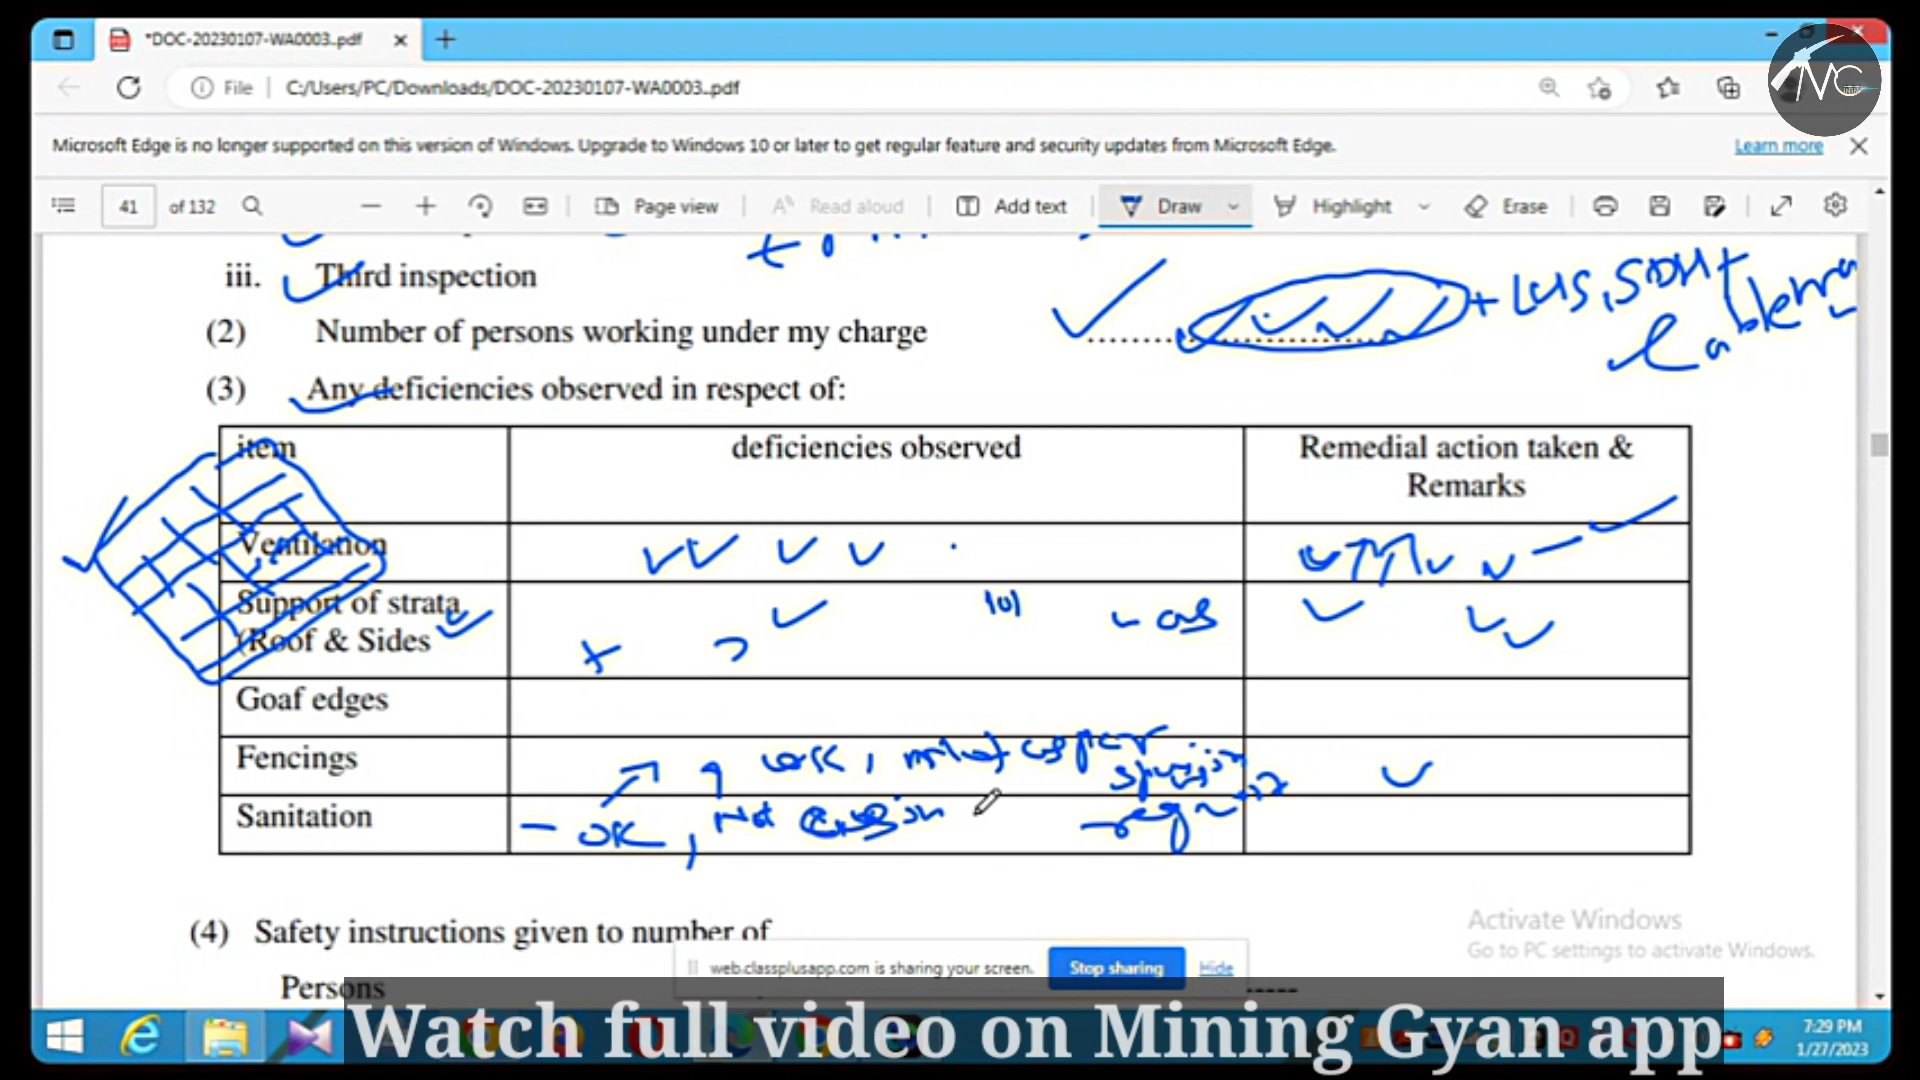 *DOC-20230107-WA0003..pdf
File | C:/Users/PC/Downloads/DOC-20230107-WA0003..pdf
Microsoft Edge is no longer supported on this version of Windows. Upgrade to Windows 10 or later to get regular feature and security updates from Microsoft Edge.
Learn more
41 of 132
Page view
Read aloud
Add text
Draw
Highlight
Erase
iii. Third inspection
(2) Number of persons working under my charge ..............................
+ LHS, SDH+
(3) Any deficiencies observed in respect of:
item deficiencies observed Remedial action taken &
Remarks
Ventilation
Support of strata
(Roof & Sides
Goaf edges
Fencings
Sanitation
- OK, Not
(4) Safety instructions given to number of
Persons
Activate Windows
Go to PC settings to activate Windows.
web.classplusapp.com is sharing your screen.
Stop sharing
Hide
Watch full video on Mining Gyan app
7:29 PM
1/27/2023
MC